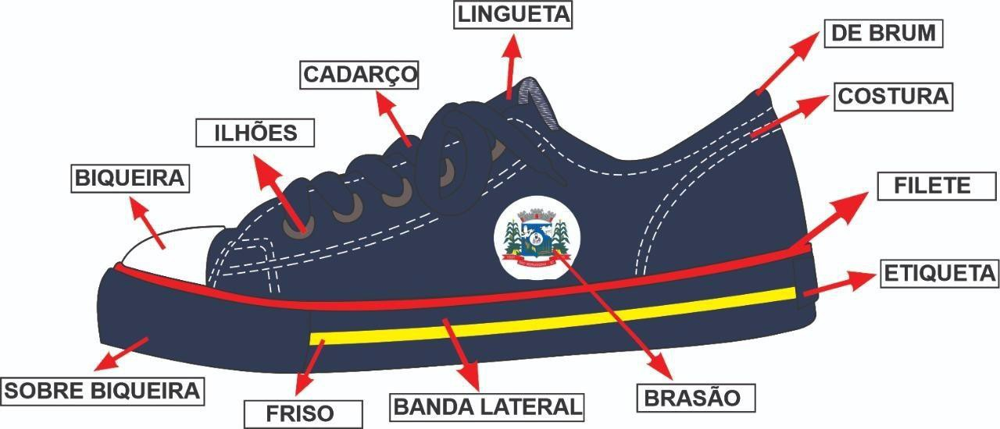 LINGUETA
DE BRUM
CADARÇO
COSTURA
ILHÕES
BIQUEIRA
FILETE
ETIQUETA
SOBRE BIQUEIRA
FRISO
BANDA LATERAL
BRASÃO